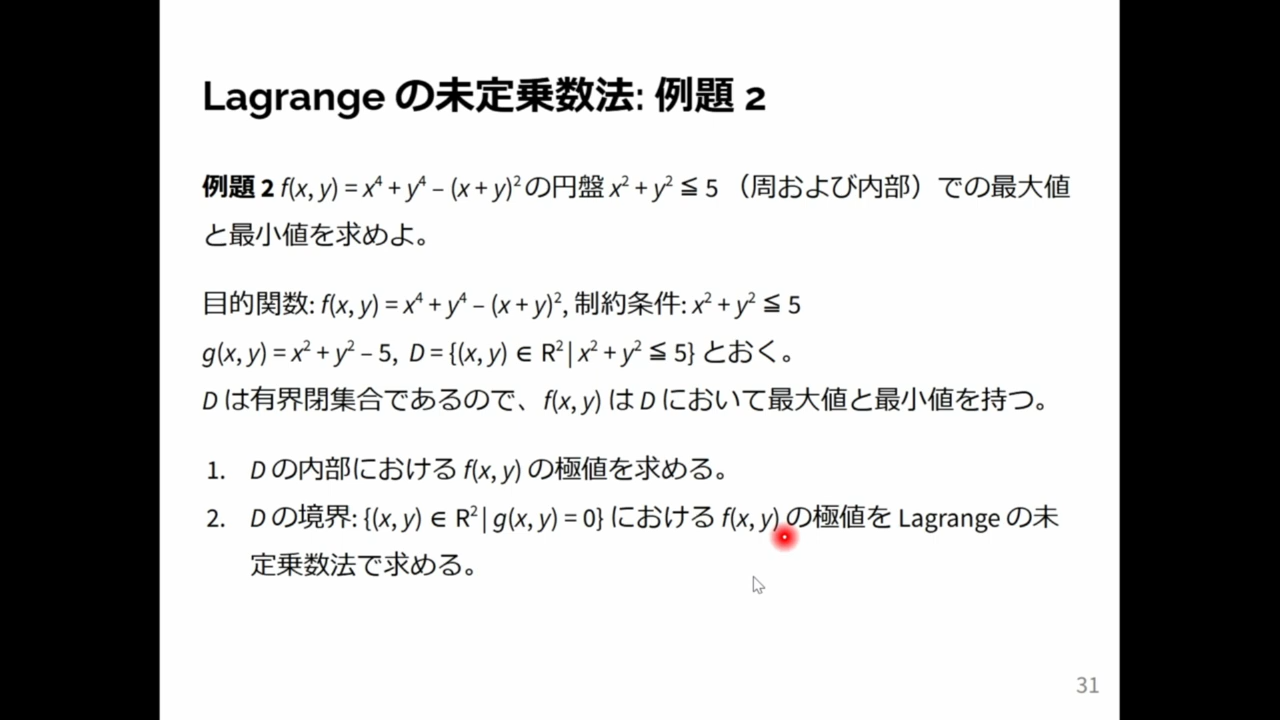 Lagrange の未定乗数法: 例題 2
例題 2 f(x, y) = x⁴ + y⁴ – (x + y)² の円盤 x² + y² ≦ 5 （周および内部）での最大値
と最小値を求めよ。
目的関数: f(x, y) = x⁴ + y⁴ – (x + y)², 制約条件: x² + y² ≦ 5
g(x, y) = x² + y² – 5, D = {(x, y) ∈ R² | x² + y² ≦ 5} とおく。
D は有界閉集合であるので、f(x, y) は D において最大値と最小値を持つ。
1. D の内部における f(x, y) の極値を求める。
2. D の境界: {(x, y) ∈ R² | g(x, y) = 0} における f(x, y) の極値を Lagrange の未
定乗数法で求める。
31